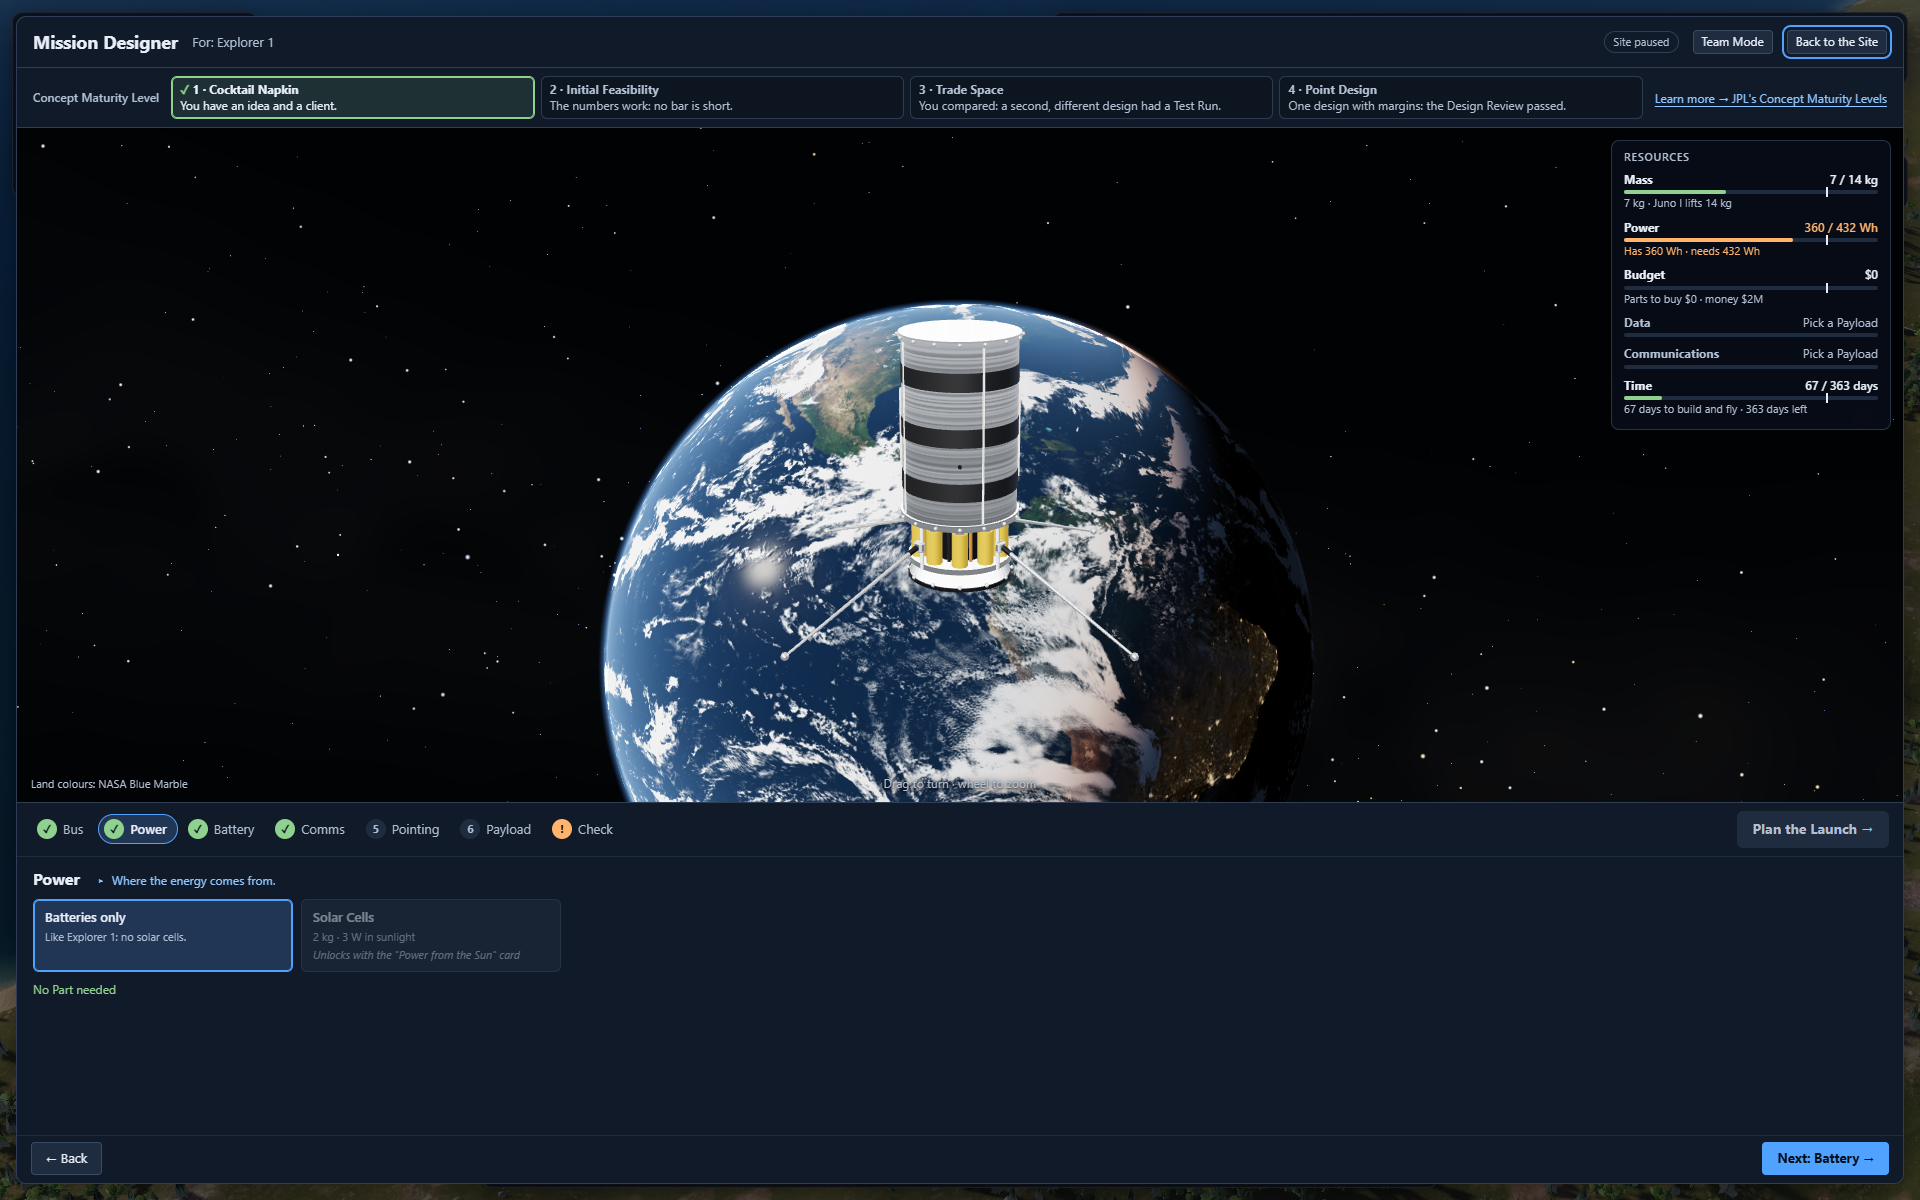 Mission Designer For: Explorer 1
Site paused Team Mode Back to the Site
Concept Maturity Level
✓ 1 · Cocktail Napkin
You have an idea and a client.
2 · Initial Feasibility
The numbers work: no bar is short.
3 · Trade Space
You compared: a second, different design had a Test Run.
4 · Point Design
One design with margins: the Design Review passed.
Learn more → JPL's Concept Maturity Levels
RESOURCES
Mass 7 / 14 kg
7 kg · Juno I lifts 14 kg
Power 360 / 432 Wh
Has 360 Wh · needs 432 Wh
Budget $0
Parts to buy $0 · money $2M
Data Pick a Payload
Communications Pick a Payload
Time 67 / 363 days
67 days to build and fly · 363 days left
Land colours: NASA Blue Marble
Drag to turn · wheel to zoom
✓ Bus ✓ Power ✓ Battery ✓ Comms 5 Pointing 6 Payload ! Check
Plan the Launch →
Power ▸ Where the energy comes from.
Batteries only
Like Explorer 1: no solar cells.
Solar Cells
2 kg · 3 W in sunlight
Unlocks with the "Power from the Sun" card
No Part needed
← Back
Next: Battery →